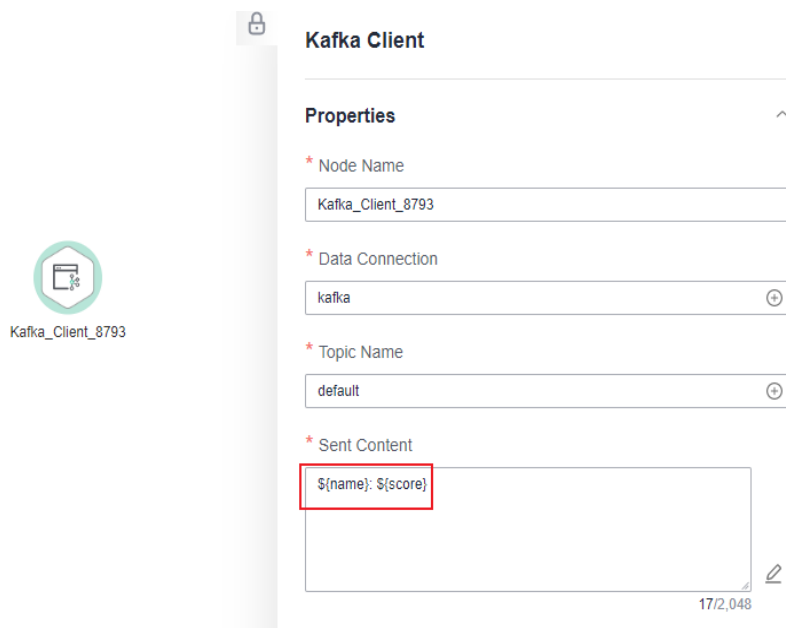 Kafka Client
Properties
* Node Name
Kafka_Client_8793
* Data Connection
kafka
Kafka_Client_8793
* Topic Name
default
* Sent Content
${name}: ${score}
17/2,048